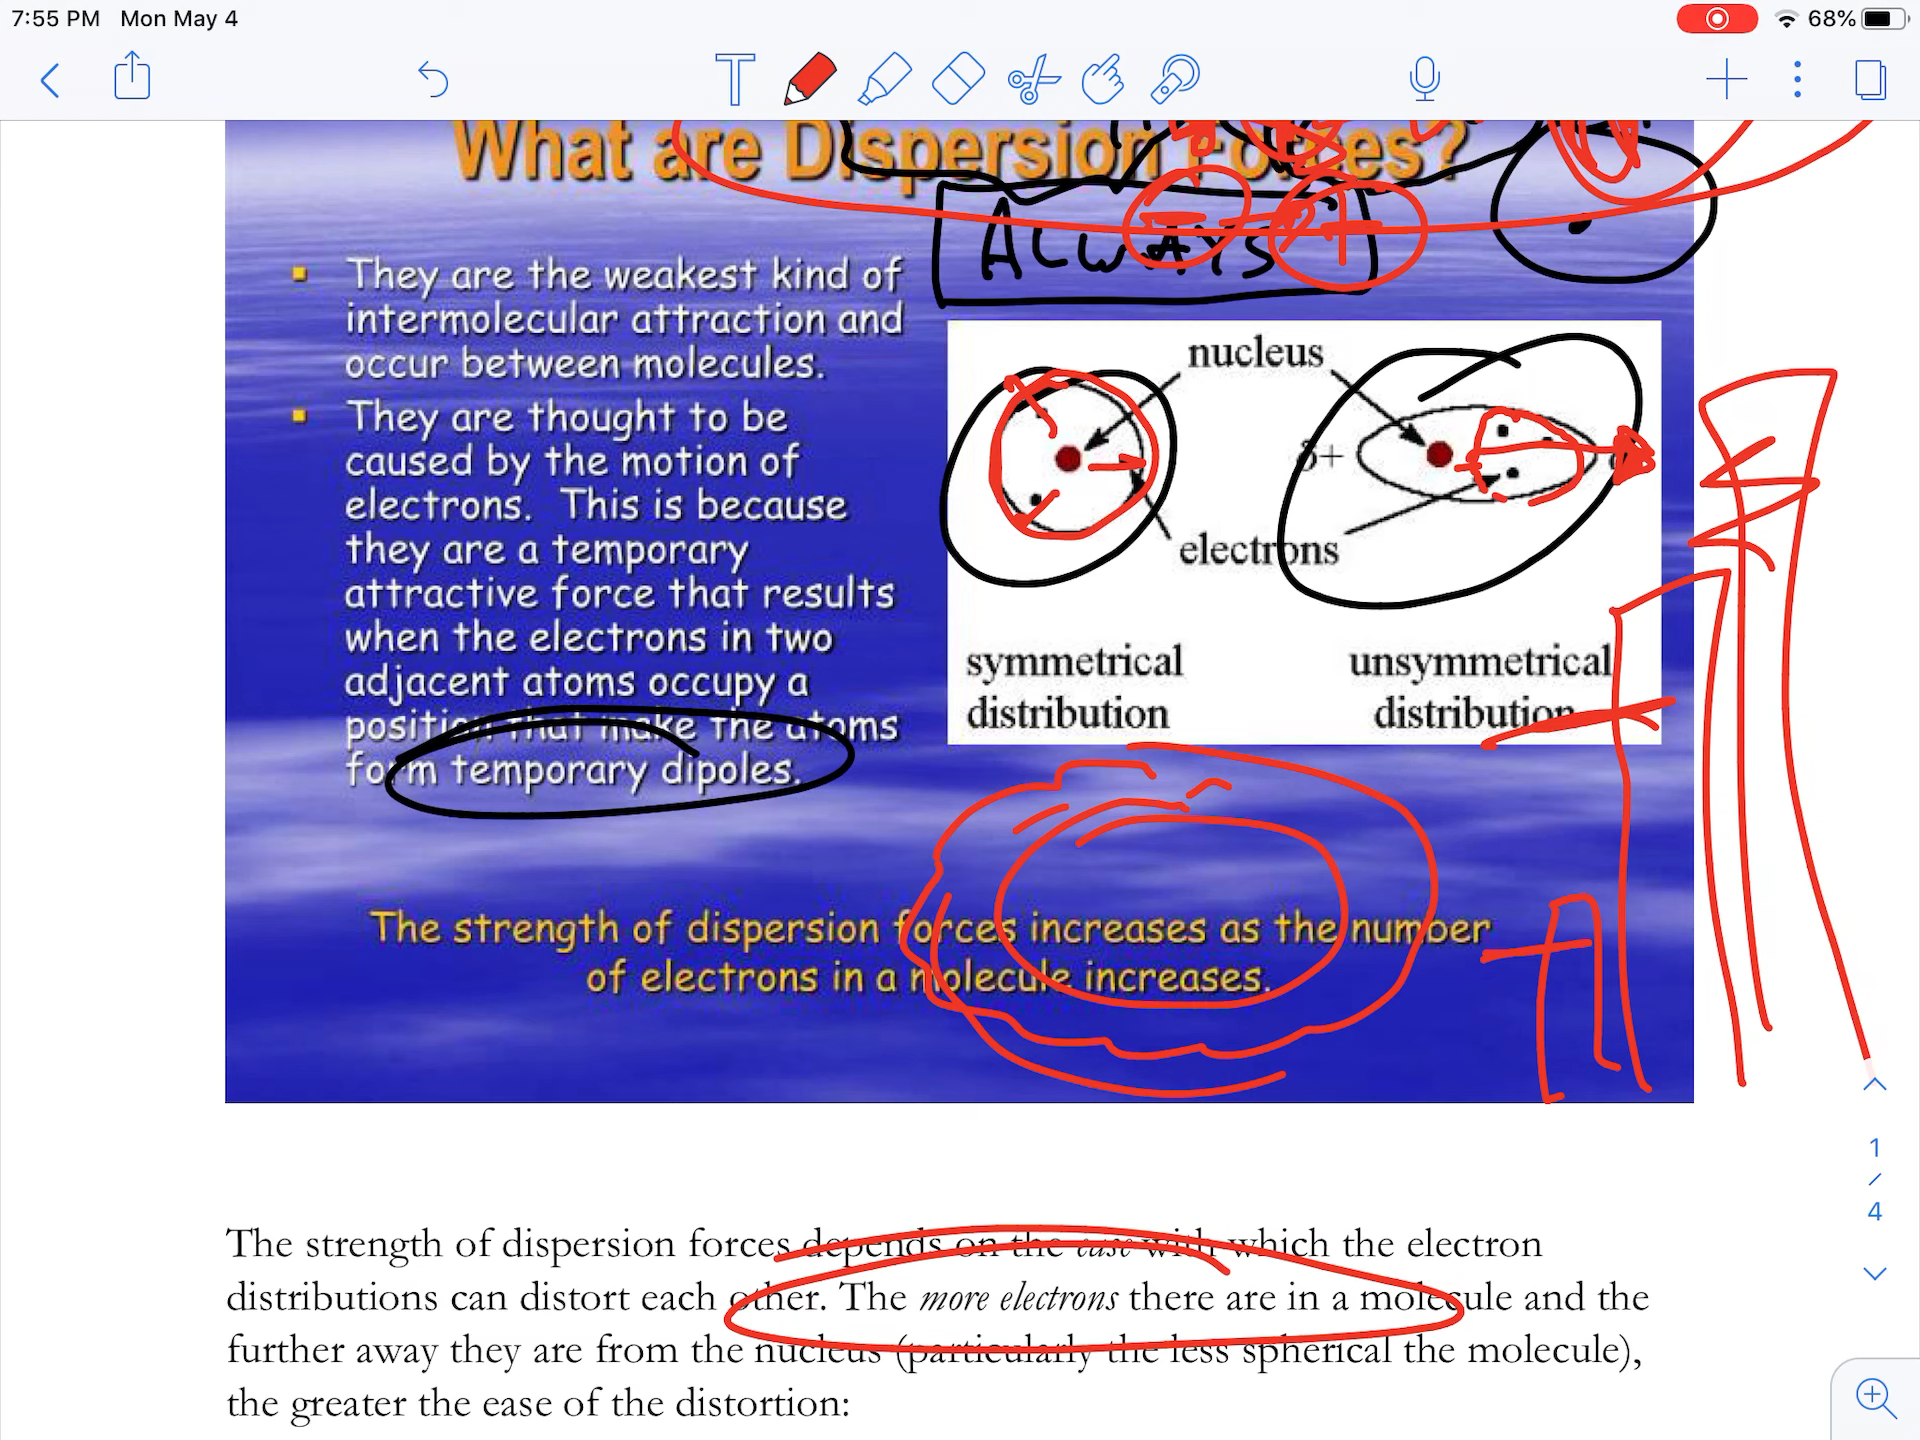 7:55 PM Mon May 4
68%
What are Dispersion Forces?
ALWAYS
They are the weakest kind of
intermolecular attraction and
occur between molecules.
They are thought to be
caused by the motion of
electrons. This is because
they are a temporary
attractive force that results
when the electrons in two
adjacent atoms occupy a
position that make the atoms
form temporary dipoles.
nucleus
δ+
electrons
symmetrical
distribution
unsymmetrical
distribution
The strength of dispersion forces increases as the number
of electrons in a molecule increases.
The strength of dispersion forces depends on the ease with which the electron
distributions can distort each other. The more electrons there are in a molecule and the
further away they are from the nucleus (particularly the less spherical the molecule),
the greater the ease of the distortion:
1
/
4